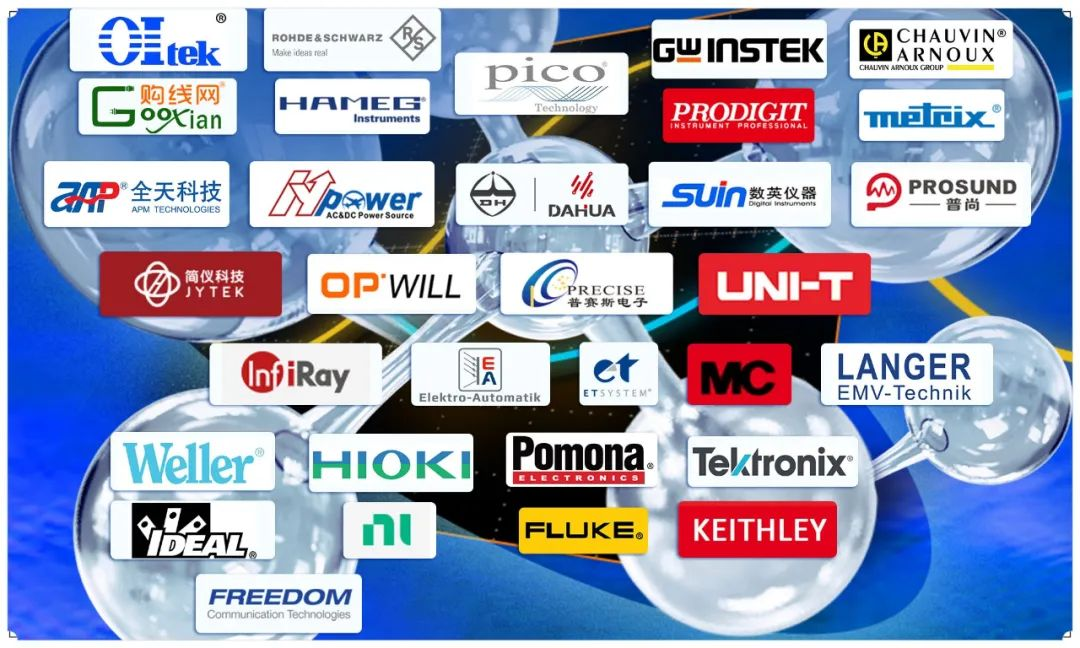 OItek®
ROHDE&SCHWARZ
Make ideas real
RS
pico®
Technology
GW INSTEK
CHAUVIN®
ARNOUX
CHAUVIN ARNOUX GROUP
购线网®
Gooxian
HAMEG®
Instruments
PRODIGIT
INSTRUMENT PROFESSIONAL
metrix®
®全天科技
APM TECHNOLOGIES
power
AC&DC Power Source
DH
DAHUA
Suin 数英仪器
Digital Instruments
PROSUND
普尚
简仪科技
JYTEK
OPWILL
PRECISE
普赛斯电子
UNI-T
InfiRay
EA
Elektro-Automatik
et
ETSYSTEM®
MC
LANGER
EMV-Technik
Weller®
HIOKI
Pomona®
ELECTRONICS
Tektronix®
IDEAL®
ni
FLUKE®
KEITHLEY
FREEDOM
Communication Technologies